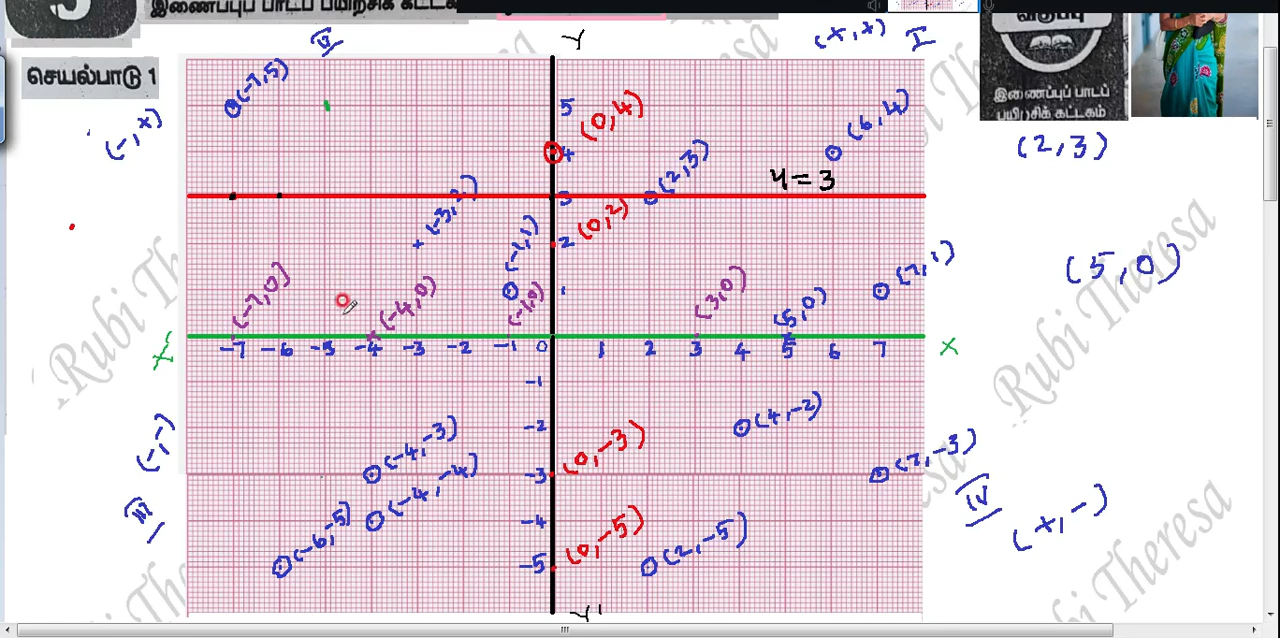 5
இணைப்புப் பாடப் பயிற்சிக் கட்டகம்
II
Y
(+,+) I
செயல்பாடு 1
இணைப்புப் பாடப்
பயிற்சிக் கட்டகம்
(-7,5)
5
(0,4)
(6,4)
(-,+)
4
(2,3)
(2,3)
y=3
3
(0,2)
2
(-1,1)
1
(7,1)
(5,0)
(-7,0)
(-4,0)
(-1,0)
(3,0)
(5,0)
X'
-7 -6 -5 -4 -3 -2 -1 0 1 2 3 4 5 6 7
X
-1
-2
(4,-2)
(-,-)
(-4,-3)
-3
(0,-3)
(7,-3)
(-4,-4)
-4
IV
III
(+,-)
(-6,-5)
-5
(0,-5)
(2,-5)
Y'
Rubi Theresa
Rubi Theresa